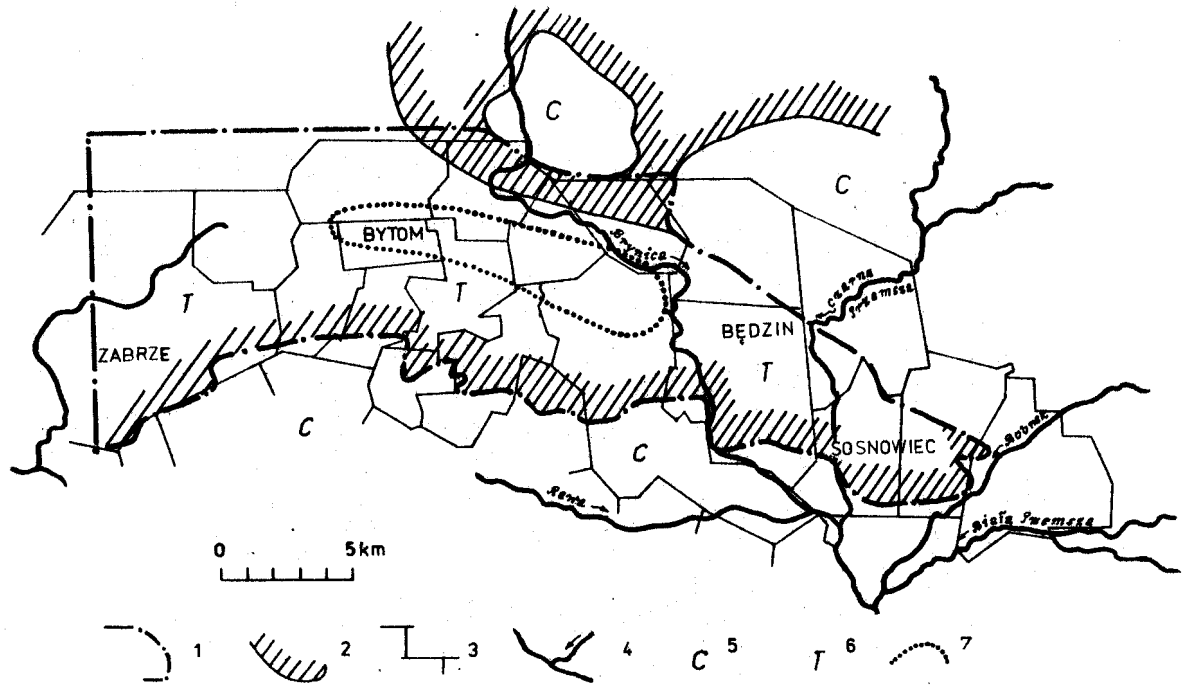 C
C
BYTOM
Brynica
T
Czarna
Przemsza
T
BĘDZIN
ZABRZE
T
C
C
SOSNOWIEC
Bobrek
Rawa
Biała Przemsza
0 5km
1 2 3 4 C 5 T 6 7